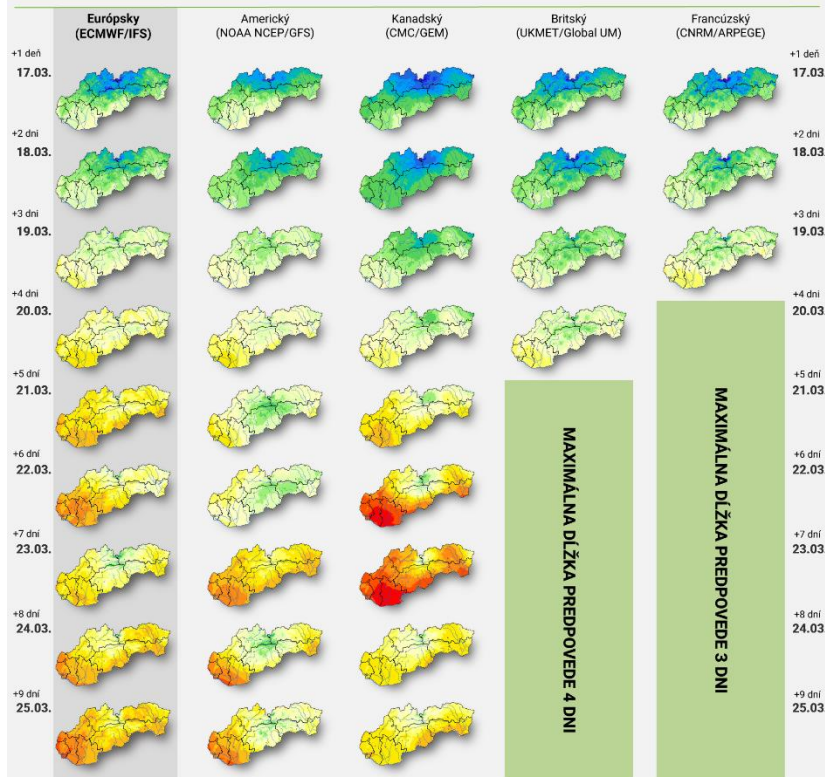 Európsky
(ECMWF/IFS)
Americký
(NOAA NCEP/GFS)
Kanadský
(CMC/GEM)
Britský
(UKMET/Global UM)
Francúzský
(CNRM/ARPEGE)
+1 deň
17.03.
+1 deň
17.03.
+2 dni
18.03.
+2 dni
18.03.
+3 dni
19.03.
+3 dni
19.03.
+4 dni
20.03.
+4 dni
20.03.
+5 dní
21.03.
+5 dní
21.03.
+6 dní
22.03.
+6 dní
22.03.
+7 dní
23.03.
+7 dní
23.03.
+8 dní
24.03.
+8 dní
24.03.
+9 dní
25.03.
+9 dní
25.03.
MAXIMÁLNA DĹŽKA PREDPOVEDE 4 DNI
MAXIMÁLNA DĹŽKA PREDPOVEDE 3 DNI